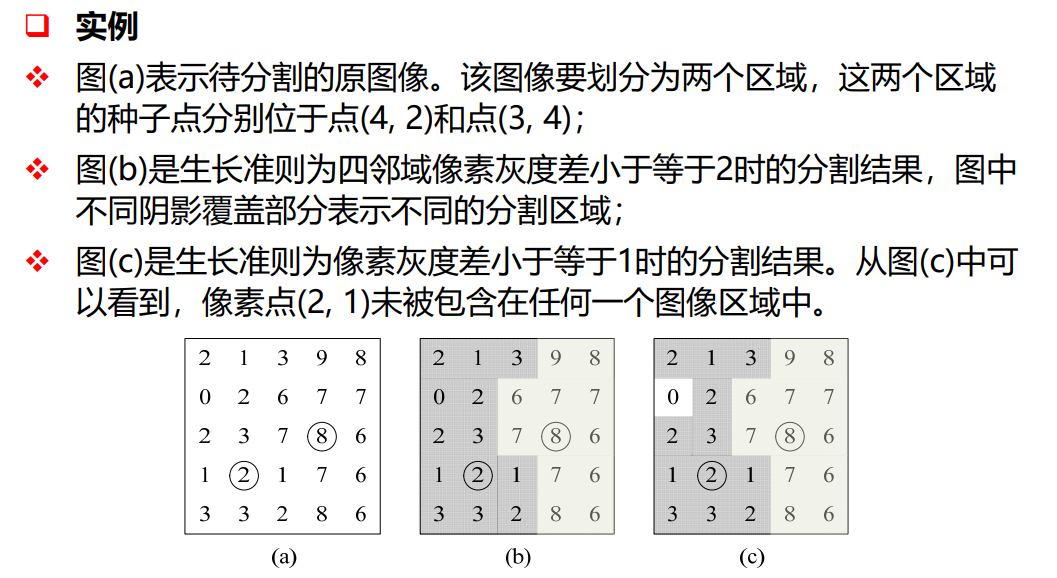 实例
图(a)表示待分割的原图像。该图像要划分为两个区域，这两个区域
的种子点分别位于点(4, 2)和点(3, 4)；
图(b)是生长准则为四邻域像素灰度差小于等于2时的分割结果，图中
不同阴影覆盖部分表示不同的分割区域；
图(c)是生长准则为像素灰度差小于等于1时的分割结果。从图(c)中可
以看到，像素点(2, 1)未被包含在任何一个图像区域中。
2 1 3 9 8
0 2 6 7 7
2 3 7 8 6
1 2 1 7 6
3 3 2 8 6
(a)
2 1 3 9 8
0 2 6 7 7
2 3 7 8 6
1 2 1 7 6
3 3 2 8 6
(b)
2 1 3 9 8
0 2 6 7 7
2 3 7 8 6
1 2 1 7 6
3 3 2 8 6
(c)